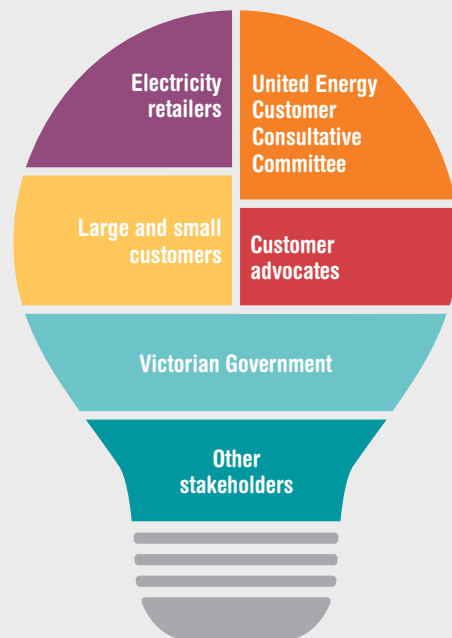 Electricity
retailers
United Energy
Customer
Consultative
Committee
Large and small
customers
Customer
advocates
Victorian Government
Other
stakeholders